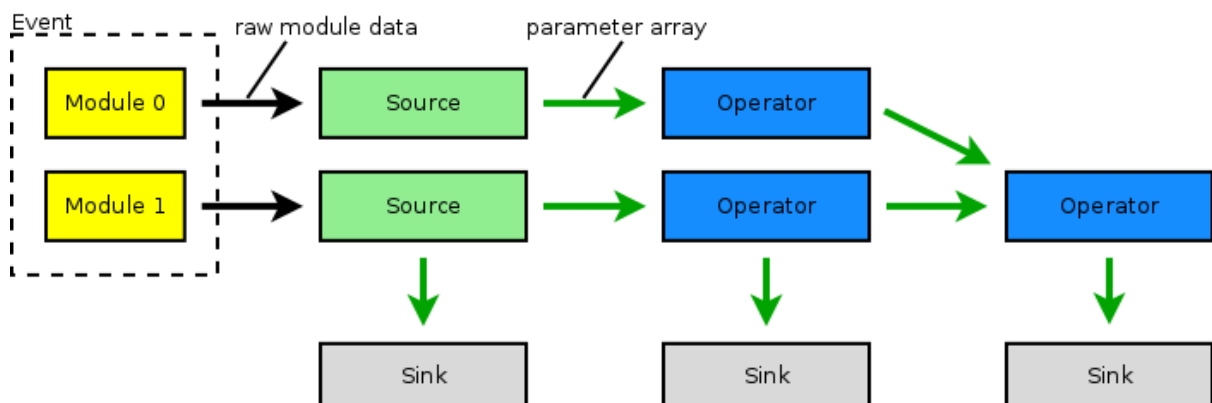 Event
raw module data
parameter array
Module 0
Source
Operator
Module 1
Source
Operator
Operator
Sink
Sink
Sink